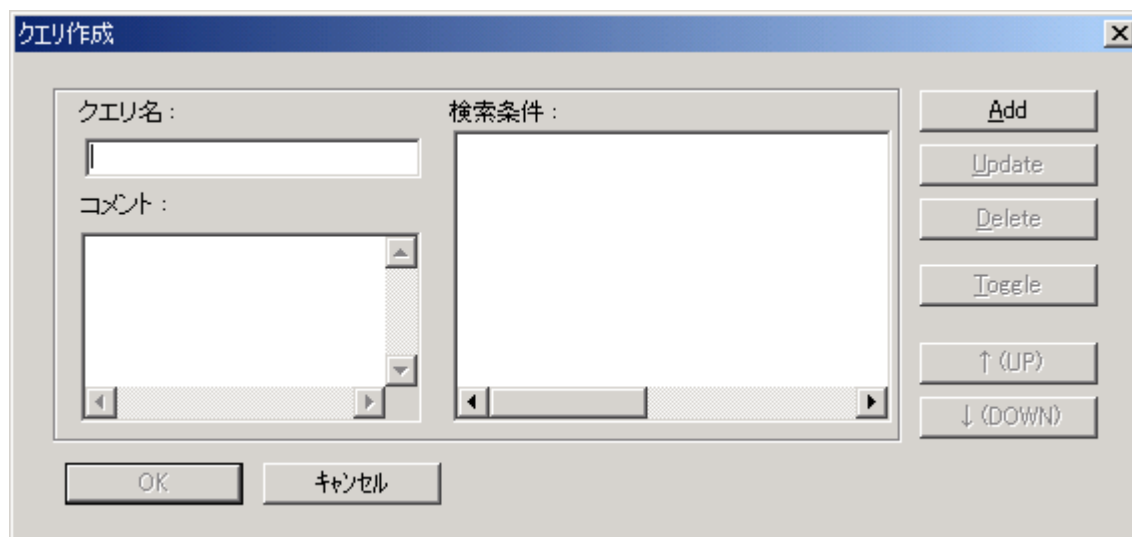 クエリ作成
クエリ名：
コメント：
検索条件：
Add
Update
Delete
Toggle
↑(UP)
↓(DOWN)
OK
キャンセル